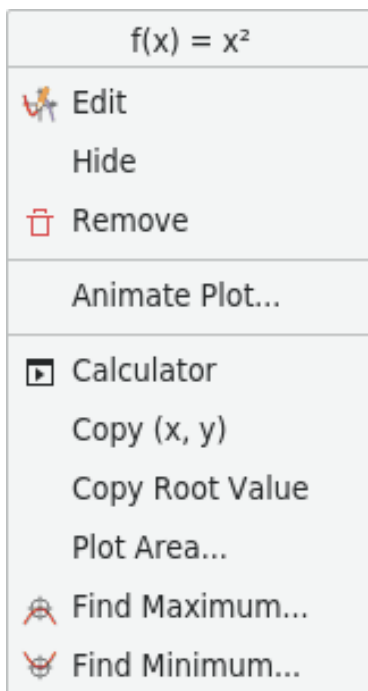 f(x) = x²
Edit
Hide
Remove
Animate Plot...
Calculator
Copy (x, y)
Copy Root Value
Plot Area...
Find Maximum...
Find Minimum...